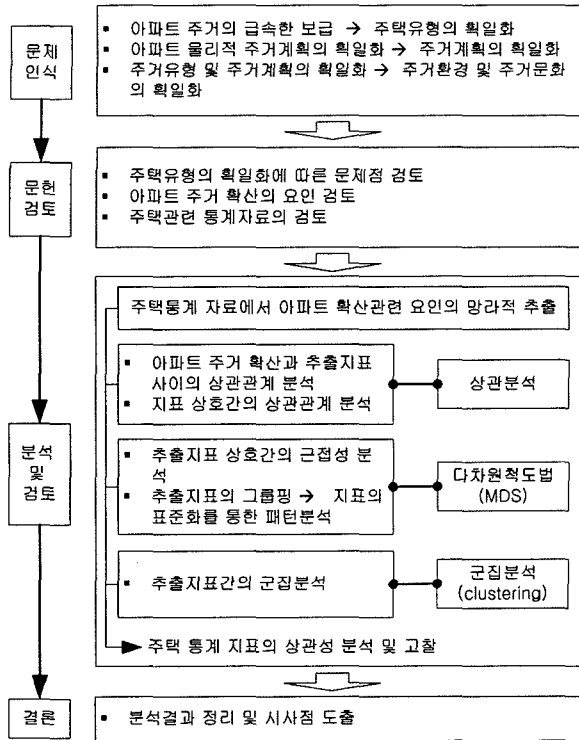 문제
인식
▪ 아파트 주거의 급속한 보급 → 주택유형의 획일화
▪ 아파트 물리적 주거계획의 획일화 → 주거계획의 획일화
▪ 주거유형 및 주거계획의 획일화 → 주거환경 및 주거문화
의 획일화
문헌
검토
▪ 주택유형의 획일화에 따른 문제점 검토
▪ 아파트 주거 확산의 요인 검토
▪ 주택관련 통계자료의 검토
분석
및
검토
주택통계 자료에서 아파트 확산관련 요인의 망라적 추출
▪ 아파트 주거 확산과 추출지표
사이의 상관관계 분석
▪ 지표 상호간의 상관관계 분석
상관분석
▪ 추출지표 상호간의 근접성 분
석
▪ 추출지표의 그룹핑 → 지표의
표준화를 통한 패턴분석
다차원척도법
(MDS)
▪ 추출지표간의 군집분석
군집분석
(clustering)
주택 통계 지표의 상관성 분석 및 고찰
결론
▪ 분석결과 정리 및 시사점 도출